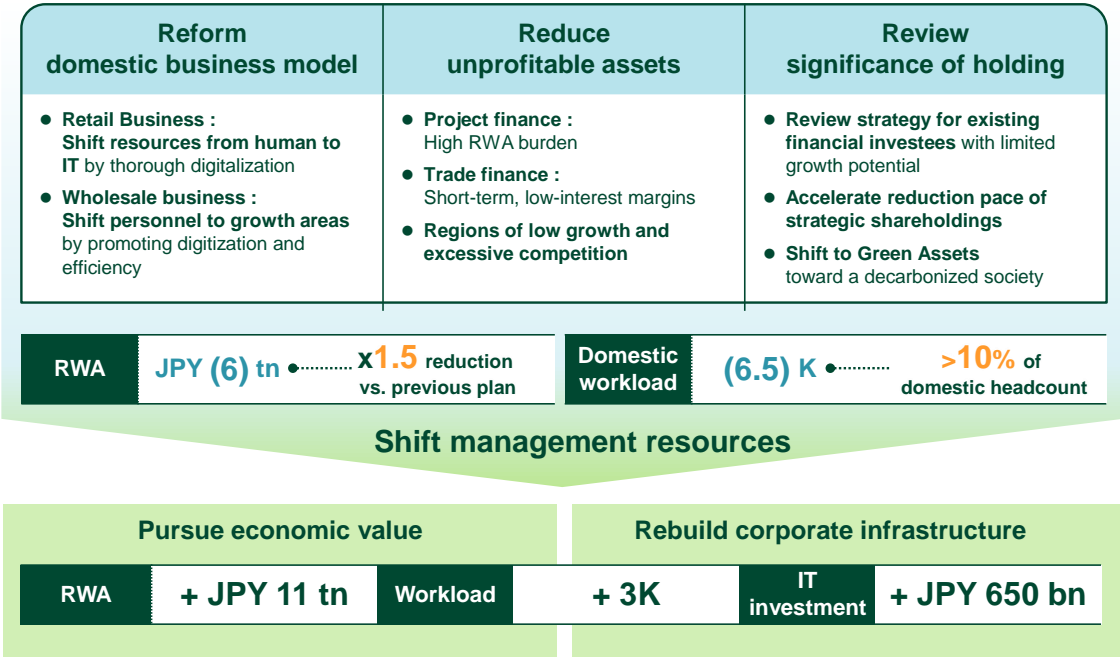 Reform
domestic business model
● Retail Business :
Shift resources from human to
IT by thorough digitalization
● Wholesale business :
Shift personnel to growth areas
by promoting digitization and
efficiency
Reduce
unprofitable assets
● Project finance :
High RWA burden
● Trade finance :
Short-term, low-interest margins
● Regions of low growth and
excessive competition
Review
significance of holding
● Review strategy for existing
financial investees with limited
growth potential
● Accelerate reduction pace of
strategic shareholdings
● Shift to Green Assets
toward a decarbonized society
RWA
JPY (6) tn
x1.5 reduction
vs. previous plan
Domestic
workload
(6.5) K
>10% of
domestic headcount
Shift management resources
Pursue economic value
Rebuild corporate infrastructure
RWA
+ JPY 11 tn
Workload
+ 3K
IT
investment
+ JPY 650 bn